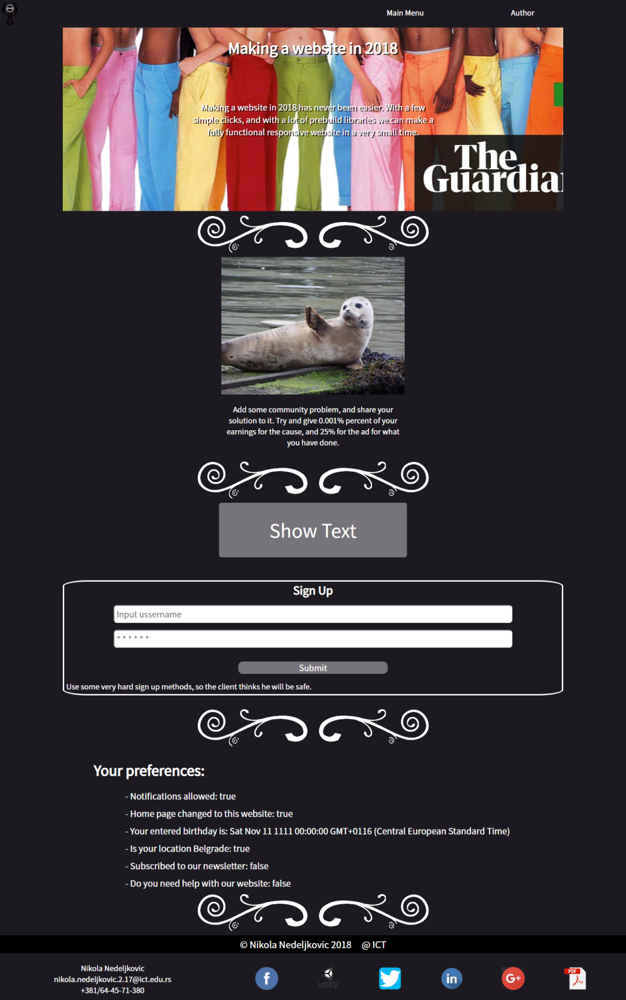 Main Menu
Author
Making a website in 2018
Making a website in 2018 has never been easier. With a few
simple clicks, and with a lot of prebuild libraries we can make a
fully functional responsive website in a very small time.
The
Guardia
Add some community problem, and share your
solution to it. Try and give 0.001% percent of your
earnings for the cause, and 25% for the ad for what
you have done.
Show Text
Sign Up
Input ussername
* * * * * *
Submit
Use some very hard sign up methods, so the client thinks he will be safe.
Your preferences:
- Notifications allowed: true
- Home page changed to this website: true
- Your entered birthday is: Sat Nov 11 1111 00:00:00 GMT+0116 (Central European Standard Time)
- Is your location Belgrade: true
- Subscribed to our newsletter: false
- Do you need help with our website: false
© Nikola Nedeljkovic 2018 @ ICT
Nikola Nedeljkovic
nikola.nedeljkovic.2.17@ict.edu.rs
+381/64-45-71-380
f
unity
in
G+
PDF